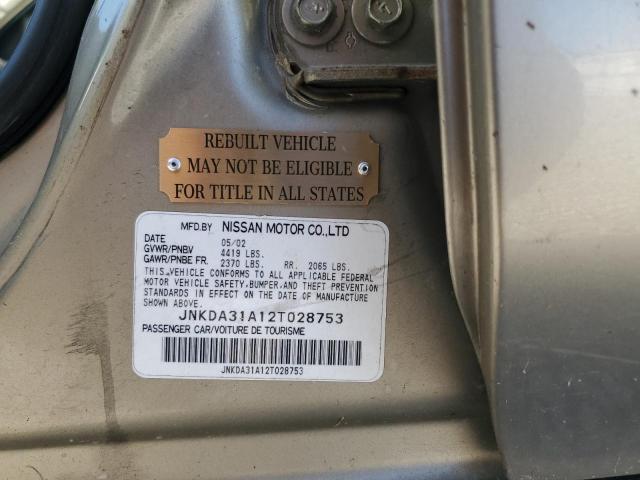 REBUILT VEHICLE
MAY NOT BE ELIGIBLE
FOR TITLE IN ALL STATES
MFD.BY NISSAN MOTOR CO.,LTD
DATE 05/02
GVWR/PNBV 4419 LBS.
GAWR/PNBE FR. 2370 LBS. RR. 2065 LBS.
THIS VEHICLE CONFORMS TO ALL APPLICABLE FEDERAL
MOTOR VEHICLE SAFETY, BUMPER, AND THEFT PREVENTION
STANDARDS IN EFFECT ON THE DATE OF MANUFACTURE
SHOWN ABOVE.
JNKDA31A12T028753
PASSENGER CAR/VOITURE DE TOURISME
JNKDA31A12T028753